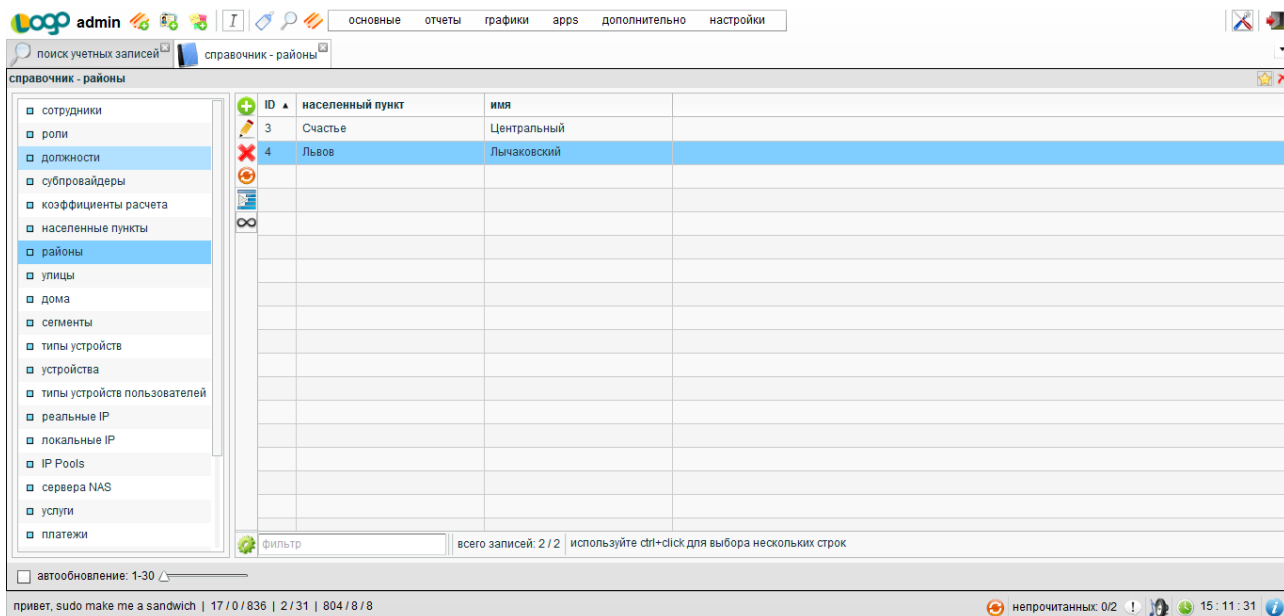 Logo admin I основные отчеты графики apps дополнительно настройки
поиск учетных записей справочник - районы
справочник - районы
сотрудники
роли
должности
субпровайдеры
коэффициенты расчета
населенные пункты
районы
улицы
дома
сегменты
типы устройств
устройства
типы устройств пользователей
реальные IP
локальные IP
IP Pools
сервера NAS
услуги
платежи
ID ▲ населенный пункт имя
3 Счастье Центральный
4 Львов Лычаковский
фильтр всего записей: 2 / 2 используйте ctrl+click для выбора нескольких строк
автообновление: 1-30
привет, sudo make me a sandwich | 17 / 0 / 836 | 2 / 31 | 804 / 8 / 8 непрочитанных: 0/2 ! 15 : 11 : 31